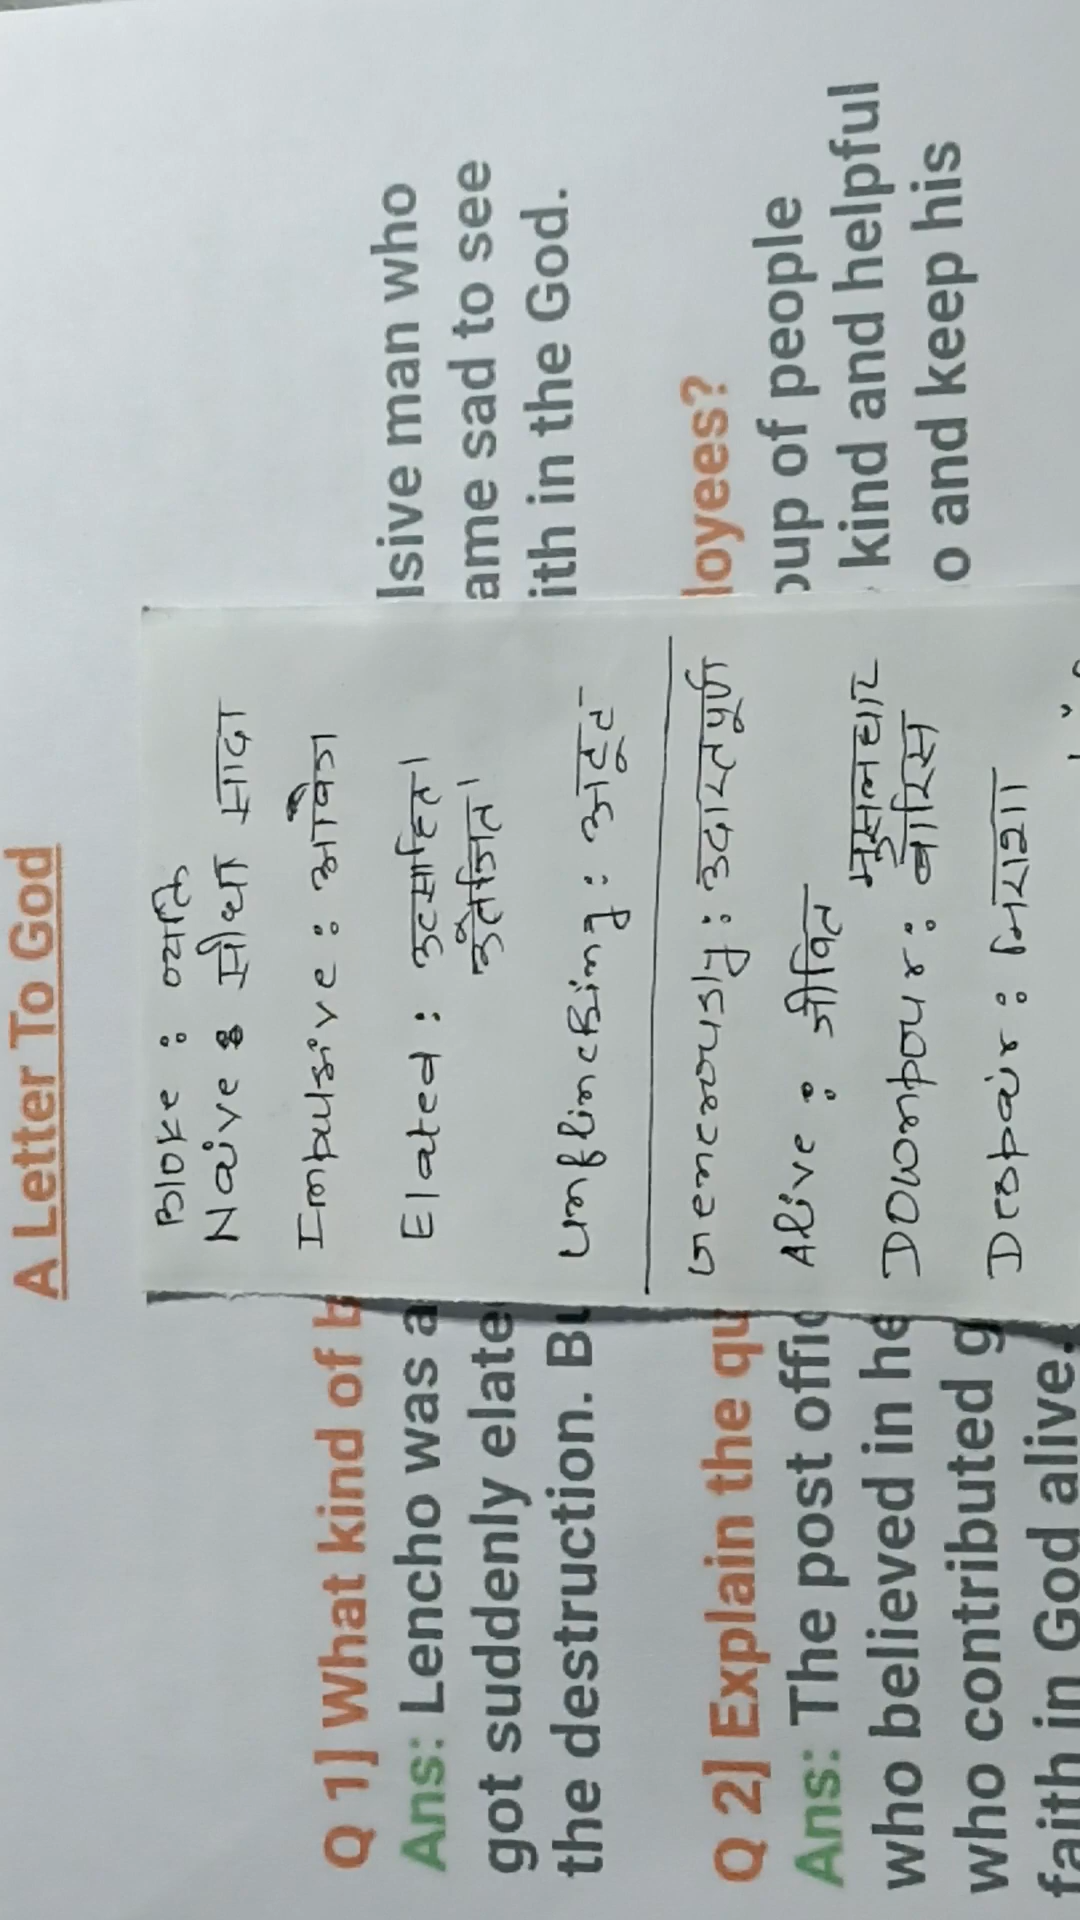 A Letter To God
Bloke : व्यक्ति
Naive : सीधा सादा
Q 1] What kind of b
Impulsive : आवेग
Ans: Lencho was a
lsive man who
Elated : उत्साहित।
got suddenly elate
उत्तेजित।
ame sad to see
the destruction. B
unflinching : अटूट
ith in the God.
Q 2] Explain the qu
generously : उदारतापूर्ण
loyees?
Ans: The post offic
Alive : जीवित
oup of people
मुसलधार
who believed in he
Downpour : बारिस
kind and helpful
who contributed g
Despair : निराशा
o and keep his
faith in God alive.